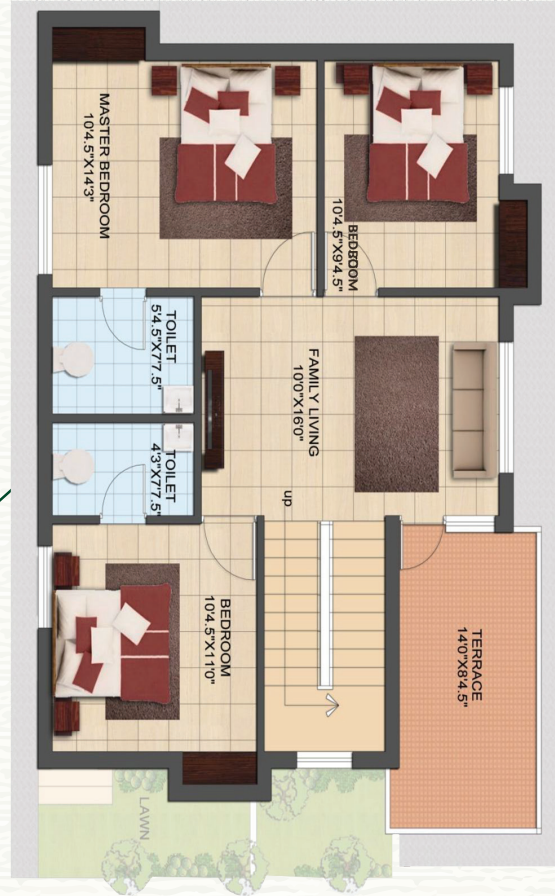 MASTER BEDROOM
10'4.5"X14'3"
BEDROOM
10'4.5"X9'4.5"
TOILET
5'4.5"X7'7.5"
FAMILY LIVING
10'0"X16'0"
TOILET
4'3"X7'7.5"
up
BEDROOM
10'4.5"X11'0"
TERRACE
14'0"X8'4.5"
LAWN